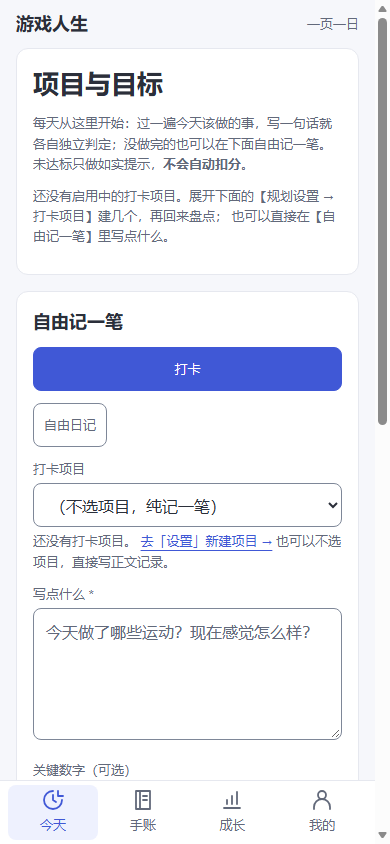 游戏人生
一页一日
项目与目标
每天从这里开始：过一遍今天该做的事，写一句话就
各自独立判定；没做完的也可以在下面自由记一笔。
未达标只做如实提示，不会自动扣分。
还没有启用中的打卡项目。展开下面的【规划设置 →
打卡项目】建几个，再回来盘点； 也可以直接在【自
由记一笔】里写点什么。
自由记一笔
打卡
自由日记
打卡项目
（不选项目，纯记一笔）
还没有打卡项目。 去「设置」新建项目 → 也可以不选
项目，直接写正文记录。
写点什么 *
今天做了哪些运动？现在感觉怎么样？
关键数字（可选）
今天
手账
成长
我的